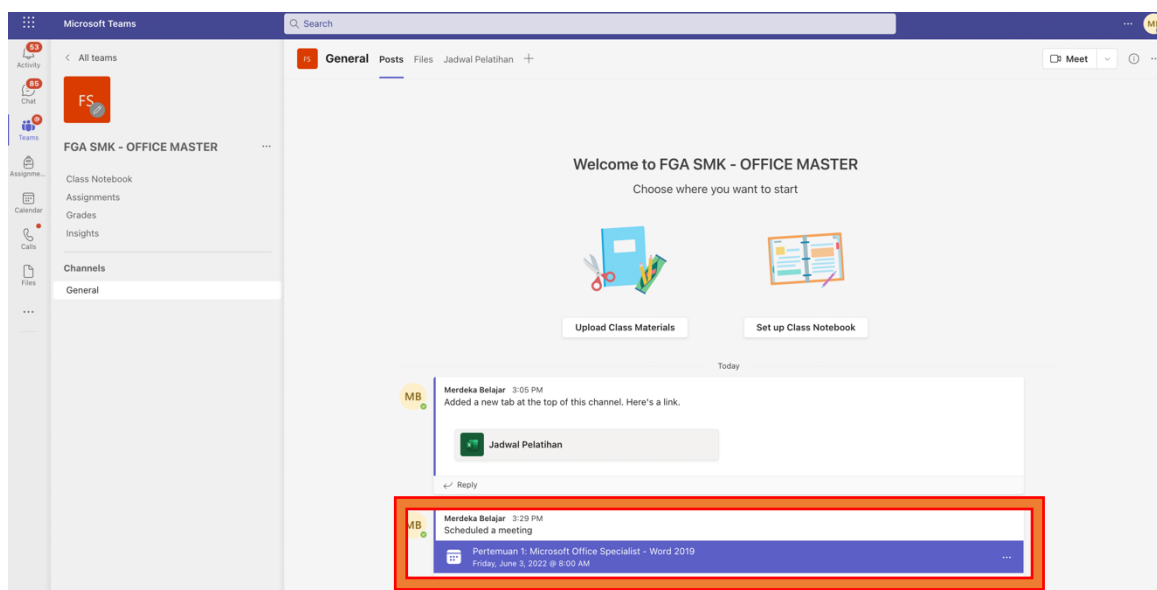 Microsoft Teams
Search
53
Activity
85
Chat
Teams
Assignme...
Calendar
Calls
Files
All teams
FS
FGA SMK - OFFICE MASTER
Class Notebook
Assignments
Grades
Insights
Channels
General
FS General Posts Files Jadwal Pelatihan
Meet
Welcome to FGA SMK - OFFICE MASTER
Choose where you want to start
Upload Class Materials
Set up Class Notebook
Today
MB
Merdeka Belajar 3:05 PM
Added a new tab at the top of this channel. Here's a link.
Jadwal Pelatihan
Reply
MB
Merdeka Belajar 3:29 PM
Scheduled a meeting
Pertemuan 1: Microsoft Office Specialist - Word 2019
Friday, June 3, 2022 @ 8:00 AM